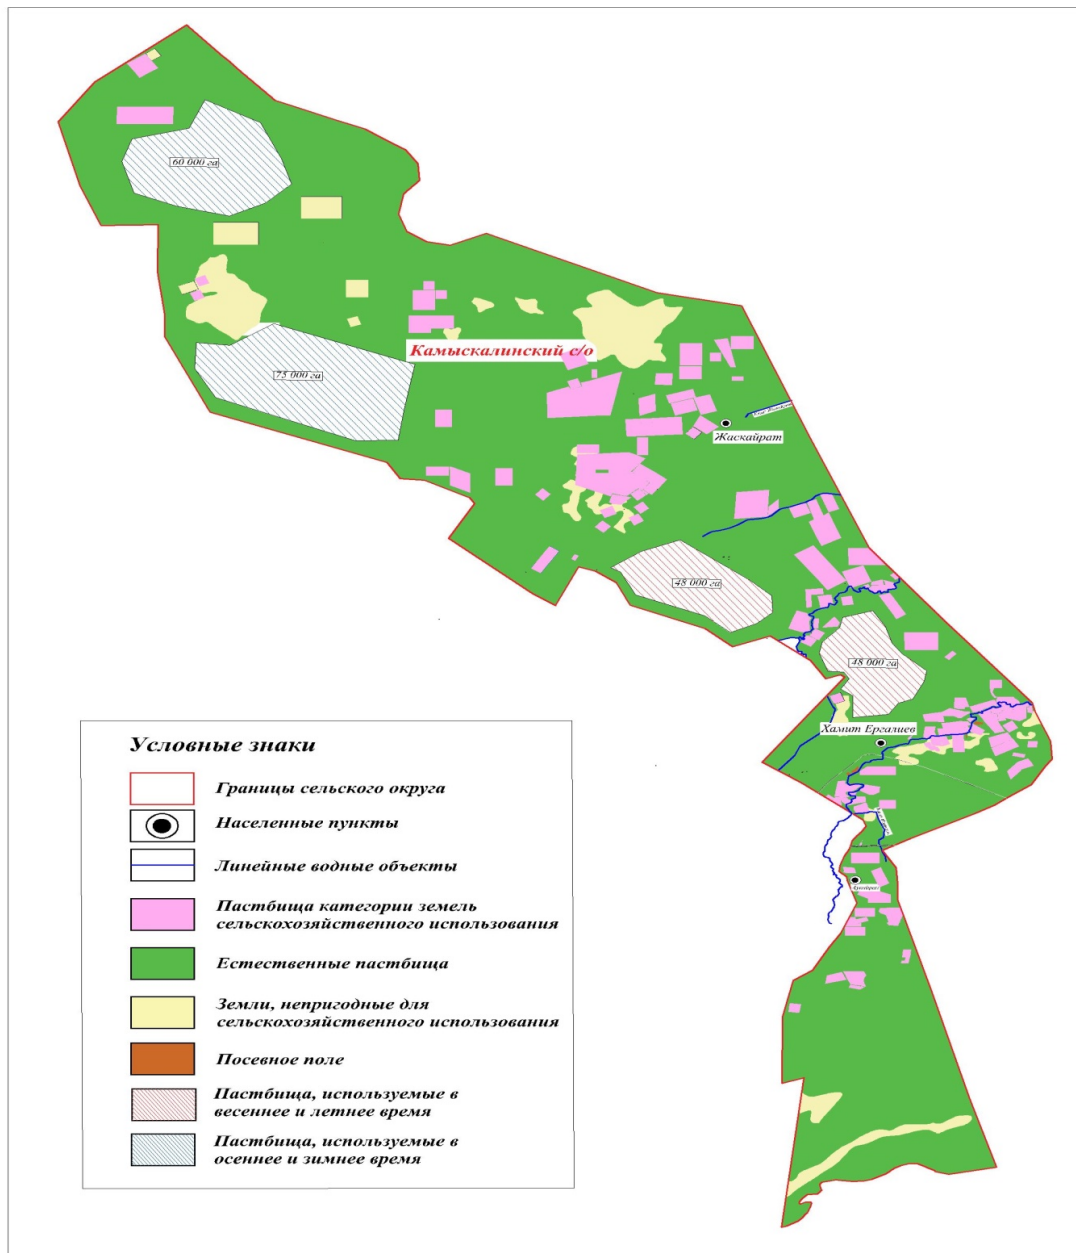 60 000 га
75 000 га
Камыскалинский с/о
Жаскайрат
48 000 га
48 000 га
Хамит Ергалиев
Условные знаки
Границы сельского округа
Населенные пункты
Линейные водные объекты
Пастбища категории земель
сельскохозяйственного использования
Естественные пастбища
Земли, непригодные для
сельскохозяйственного использования
Посевное поле
Пастбища, используемые в
весеннее и летнее время
Пастбища, используемые в
осеннее и зимнее время